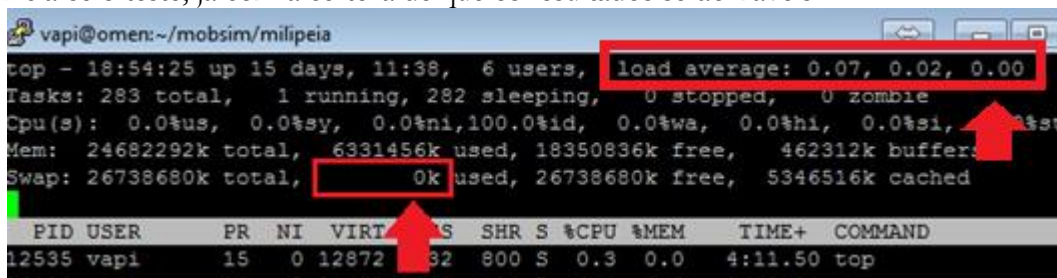 vapi@omen:~/mobsim/milipeia
top - 18:54:25 up 15 days, 11:38, 6 users, load average: 0.07, 0.02, 0.00
Tasks: 283 total, 1 running, 282 sleeping, 0 stopped, 0 zombie
Cpu(s): 0.0%us, 0.0%sy, 0.0%ni,100.0%id, 0.0%wa, 0.0%hi, 0.0%si,
Mem: 24682292k total, 6331456k used, 18350836k free, 462312k buffers
Swap: 26738680k total, 0k used, 26738680k free, 5346516k cached
PID USER PR NI VIRT SHR S %CPU %MEM TIME+ COMMAND
12535 vapi 15 0 12872 800 S 0.3 0.0 4:11.50 top